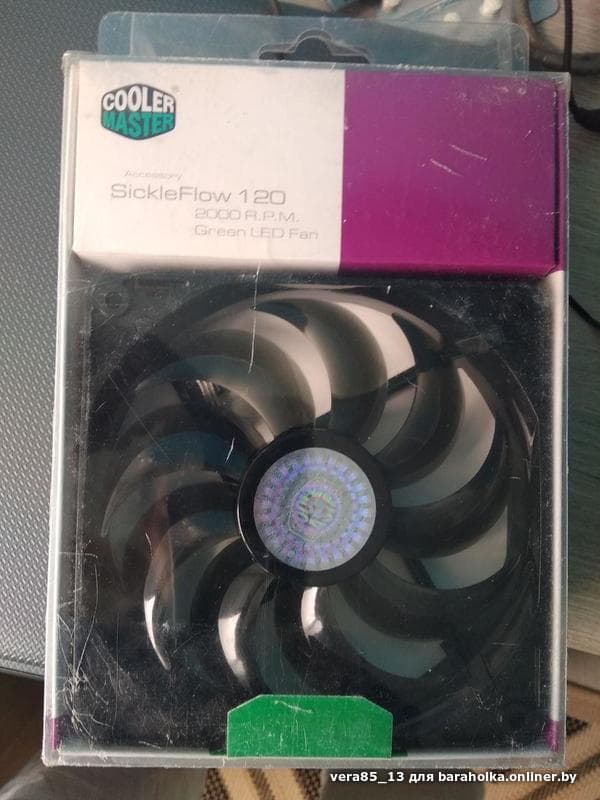 COOLER
MASTER
Accessory
SickleFlow 120
2000 R.P.M.
Green LED Fan
vera85_13 для baraholka.onliner.by